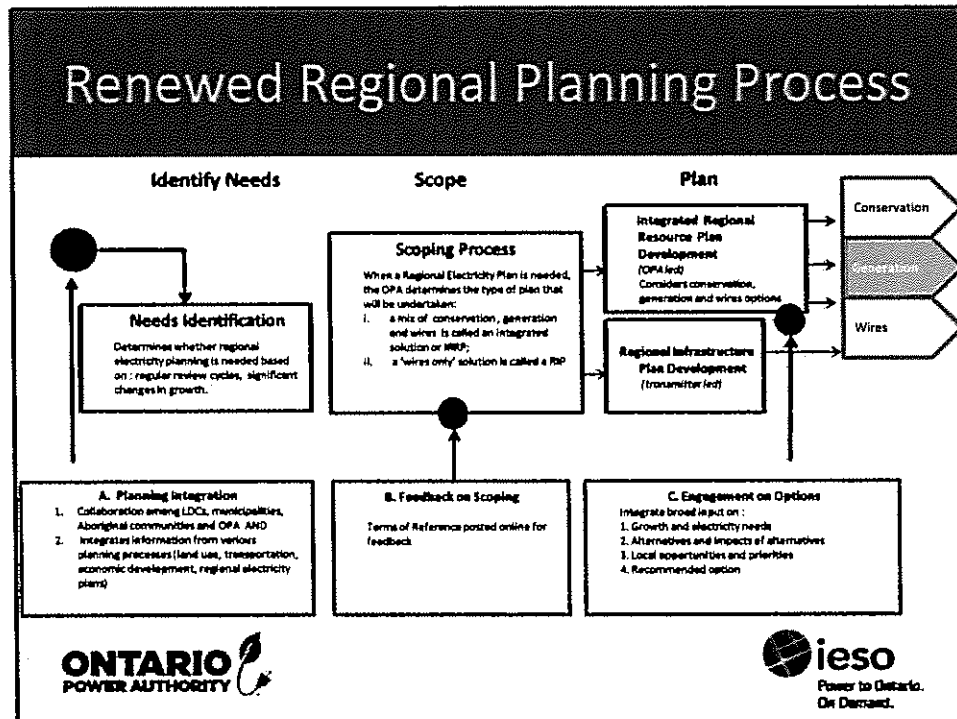 Renewed Regional Planning Process
Identify Needs
Scope
Plan
Needs Identification
Determines whether regional
electricity planning is needed based
on : regular review cycles, significant
changes in growth.
Scoping Process
When a Regional Electricity Plan is needed,
the OPA determines the type of plan that
will be undertaken:
i. a mix of conservation , generation
and wires is called an integrated
solution or IRRP;
ii. a 'wires only' solution is called a RIP
Integrated Regional
Resource Plan
Development
(OPA led)
Considers conservation,
generation and wires options
Regional Infrastructure
Plan Development
(transmitter led)
Conservation
Generation
Wires
A. Planning Integration
1. Collaboration among LDCs, municipalities,
Aboriginal communities and OPA AND
2. Integrates information from various
planning processes (land use, transportation,
economic development, regional electricity
plans)
B. Feedback on Scoping
Terms of Reference posted online for
feedback
C. Engagement on Options
Integrate broad input on :
1. Growth and electricity needs
2. Alternatives and impacts of alternatives
3. Local opportunities and priorities
4. Recommended option
ONTARIO
POWER AUTHORITY
ieso
Power to Ontario.
On Demand.